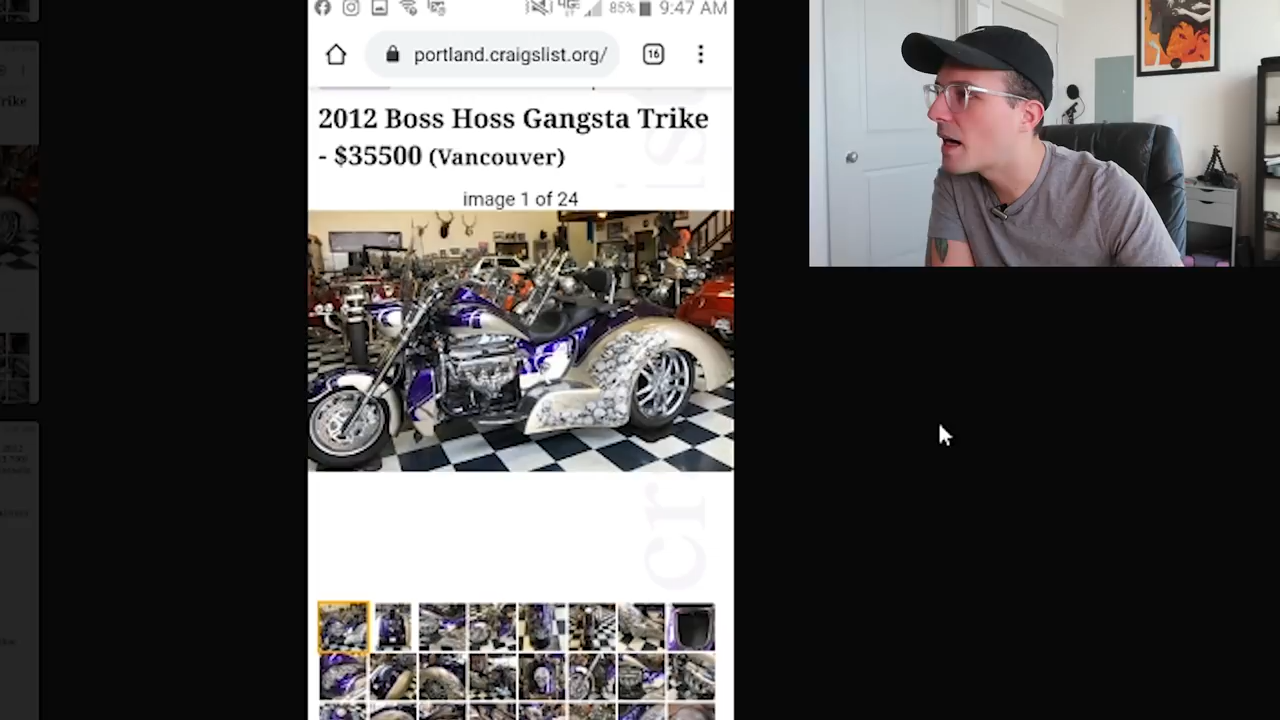 85% 9:47 AM
portland.craigslist.org/
16
2012 Boss Hoss Gangsta Trike
- $35500 (Vancouver)
image 1 of 24